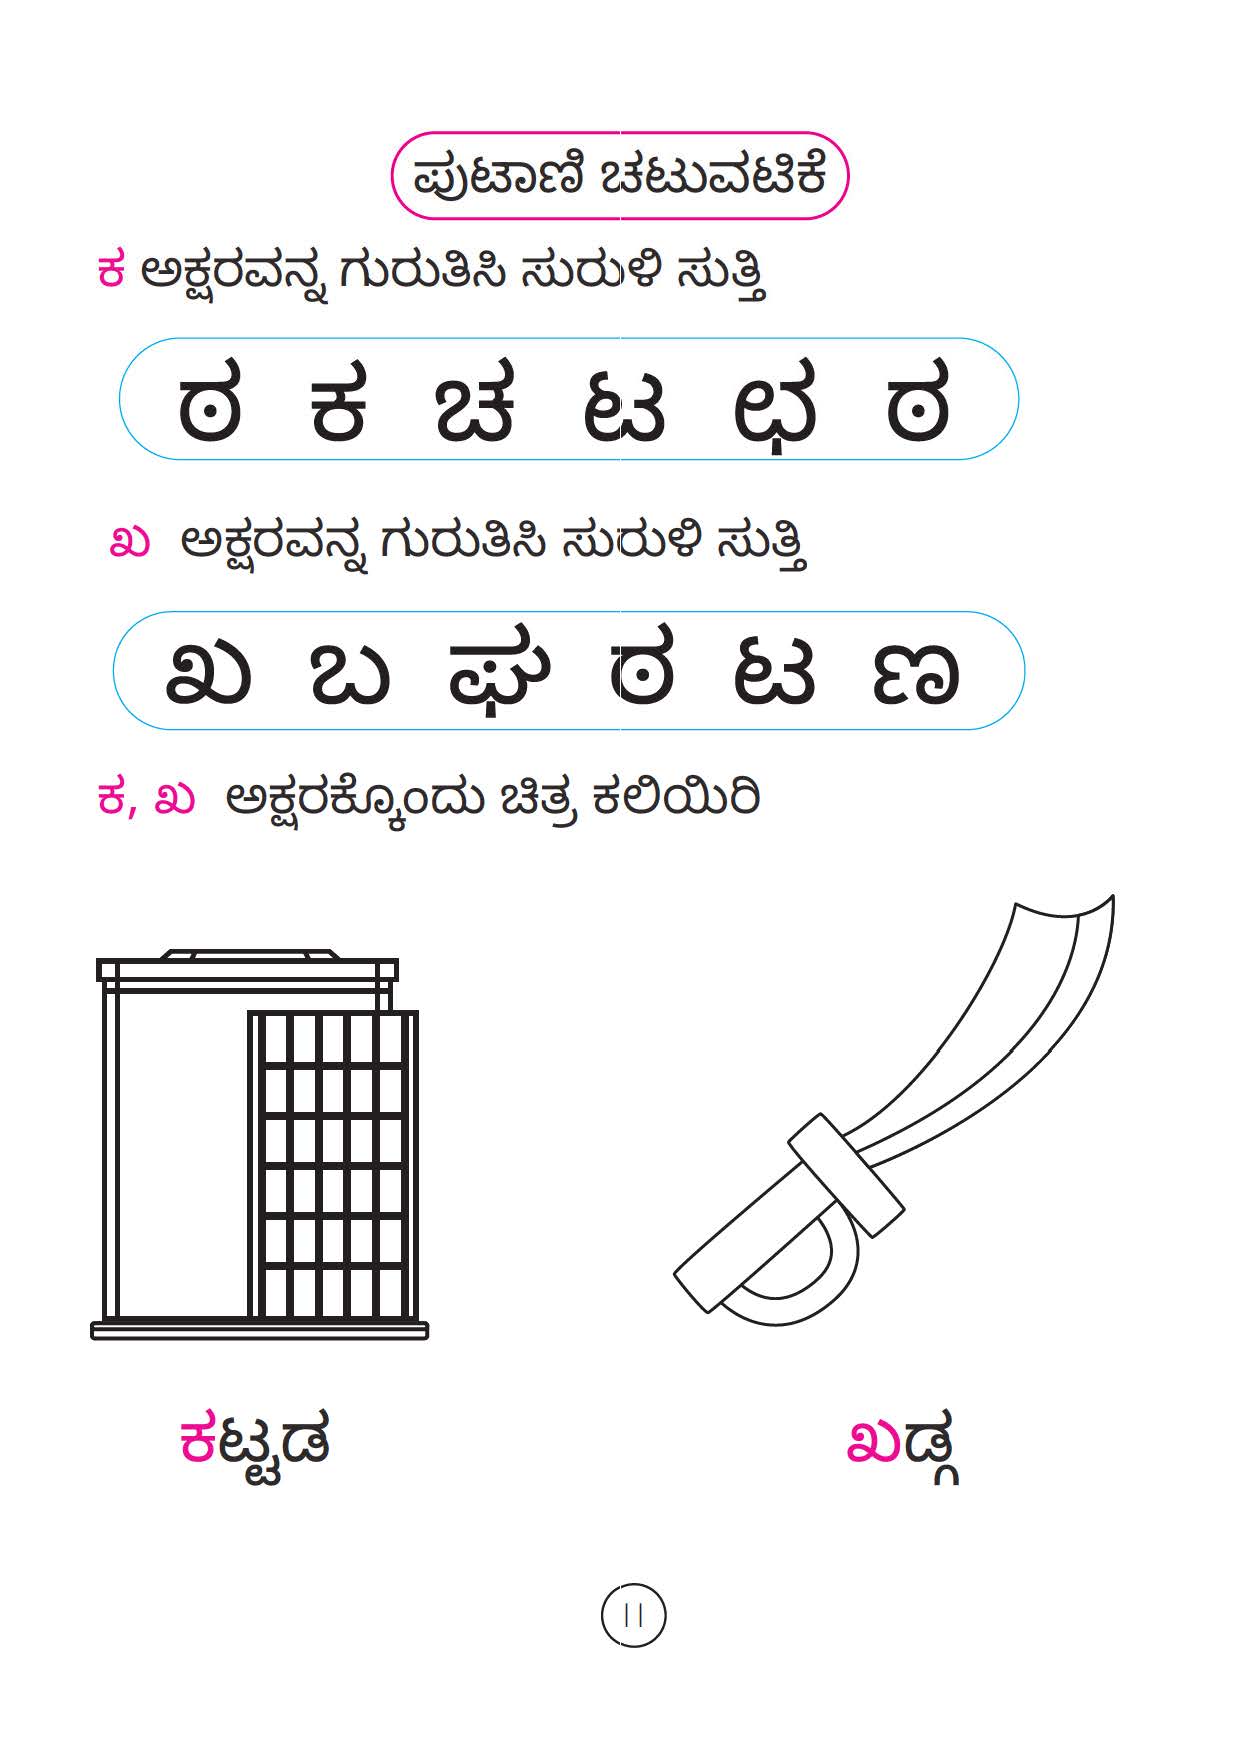 ಪುಟಾಣಿ ಚಟುವಟಿಕೆ
ಕ ಅಕ್ಷರವನ್ನ ಗುರುತಿಸಿ ಸುರುಳಿ ಸುತ್ತಿ
ಠ ಕ ಚ ಟ ಛ ಠ
ಖ ಅಕ್ಷರವನ್ನ ಗುರುತಿಸಿ ಸುರುಳಿ ಸುತ್ತಿ
ಖ ಬ ಘ ಠ ಟ ಣ
ಕ, ಖ ಅಕ್ಷರಕ್ಕೊಂದು ಚಿತ್ರ ಕಲಿಯಿರಿ
ಕಟ್ಟಡ ಖಡ್ಗ
11